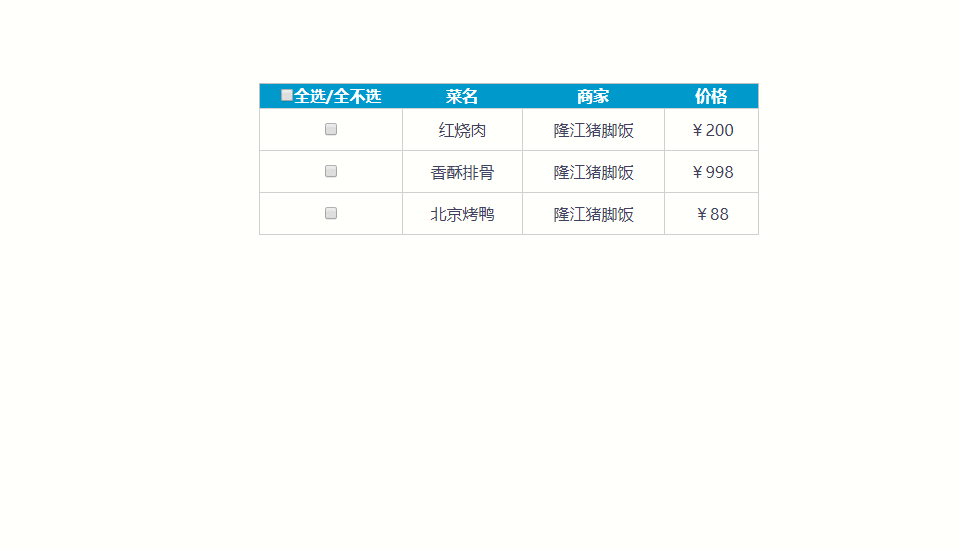 全选/全不选 菜名 商家 价格
红烧肉 隆江猪脚饭 ￥200
香酥排骨 隆江猪脚饭 ￥998
北京烤鸭 隆江猪脚饭 ￥88